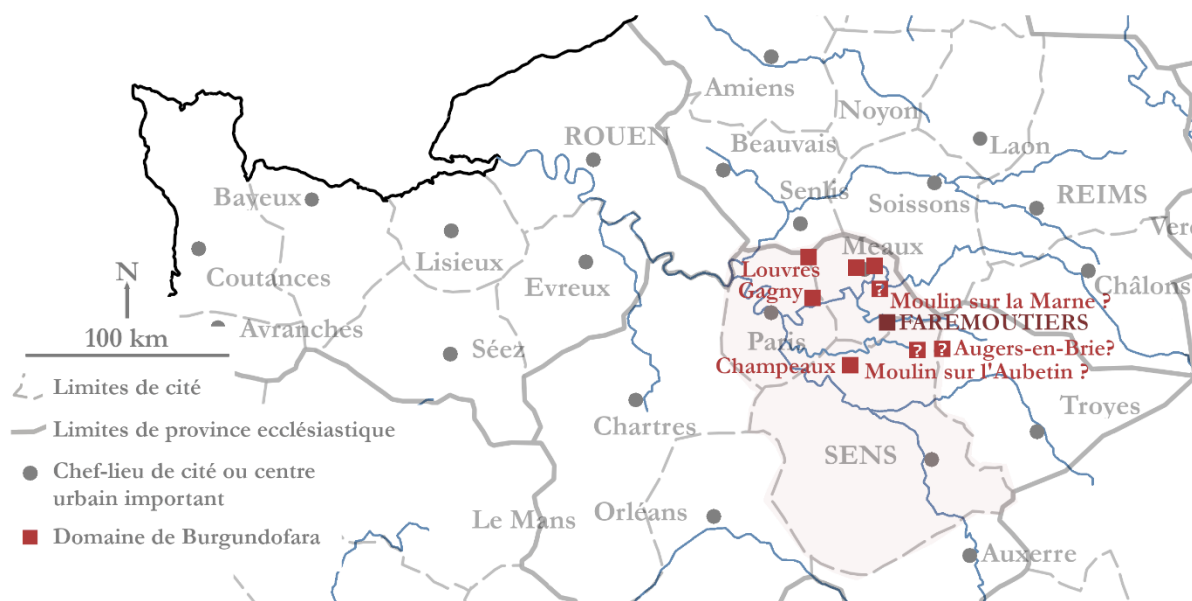 Amiens
Noyon
ROUEN
Beauvais
Laon
Bayeux
Senlis
Soissons
REIMS
Lisieux
Meaux
Coutances
Evreux
Louvres
Gagny
Châlons
N
Moulin sur la Marne ?
FAREMOUTIERS
100 km
Avranches
Séez
Paris
? Augers-en-Brie?
Champeaux
Moulin sur l'Aubetin ?
Limites de cité
Troyes
Chartres
Limites de province ecclésiastique
SENS
Chef-lieu de cité ou centre
urbain important
Le Mans
Orléans
Domaine de Burgundofara
Auxerre